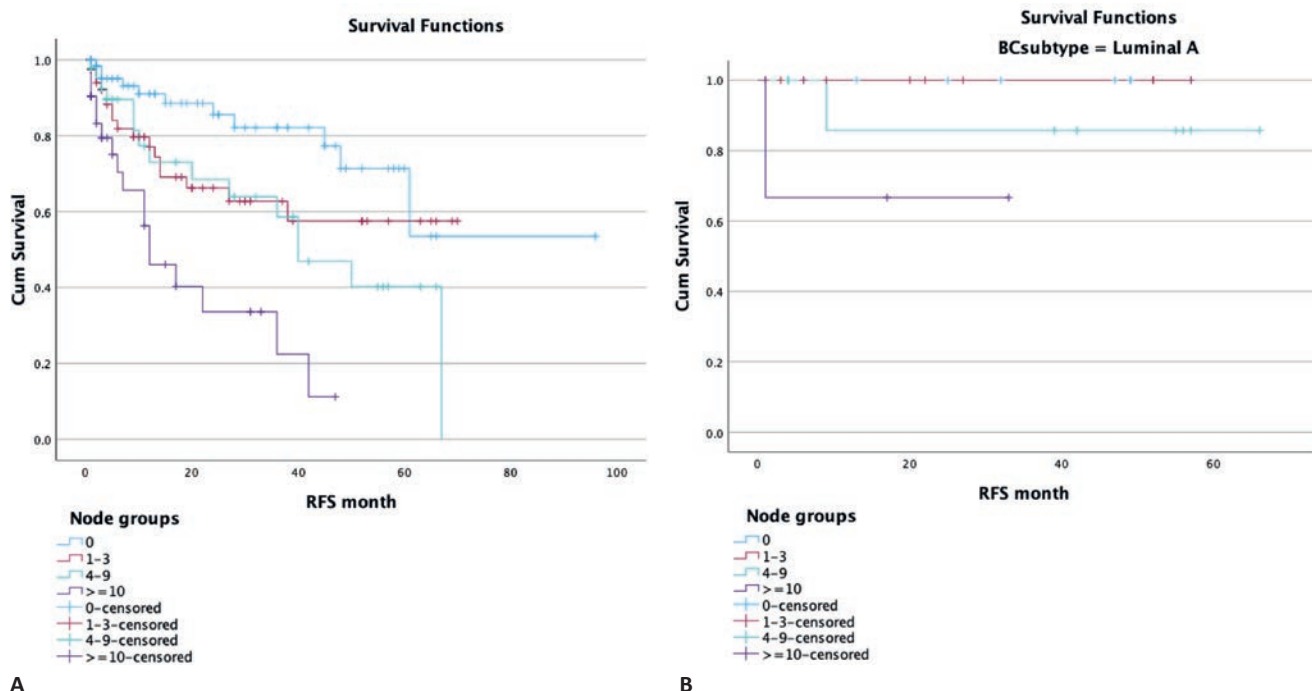 Survival Functions
1.0
0.8
0.6
0.4
0.2
0.0
Cum Survival
0 20 40 60 80 100
RFS month
Node groups
0
1-3
4-9
>=10
0-censored
1-3-censored
4-9-censored
>=10-censored
A
Survival Functions
BCsubtype = Luminal A
1.0
0.8
0.6
0.4
0.2
0.0
Cum Survival
0 20 40 60
RFS month
Node groups
0
1-3
4-9
>=10
0-censored
1-3-censored
4-9-censored
>=10-censored
B